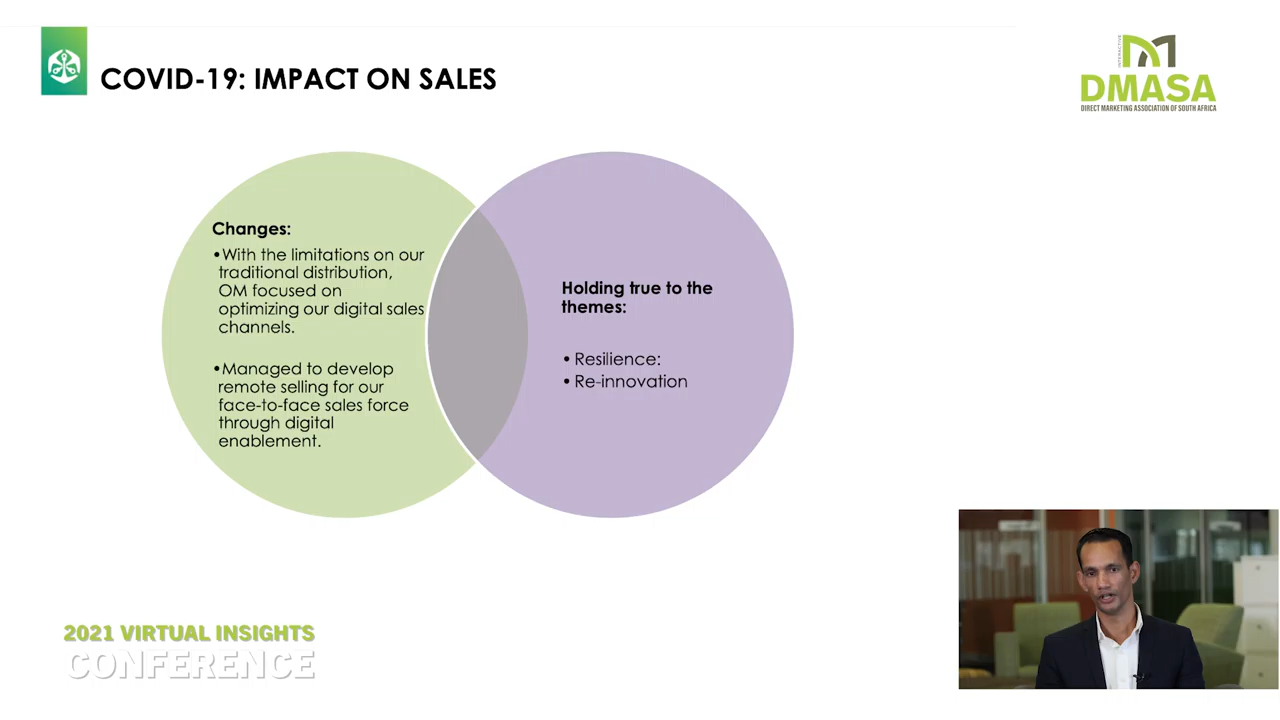 COVID-19: IMPACT ON SALES
INTERACTIVE
DMASA
DIRECT MARKETING ASSOCIATION OF SOUTH AFRICA
Changes:
•With the limitations on our
traditional distribution,
OM focused on
optimizing our digital sales
channels.
•Managed to develop
remote selling for our
face-to-face sales force
through digital
enablement.
Holding true to the
themes:
• Resilience:
• Re-innovation
2021 VIRTUAL INSIGHTS
CONFERENCE